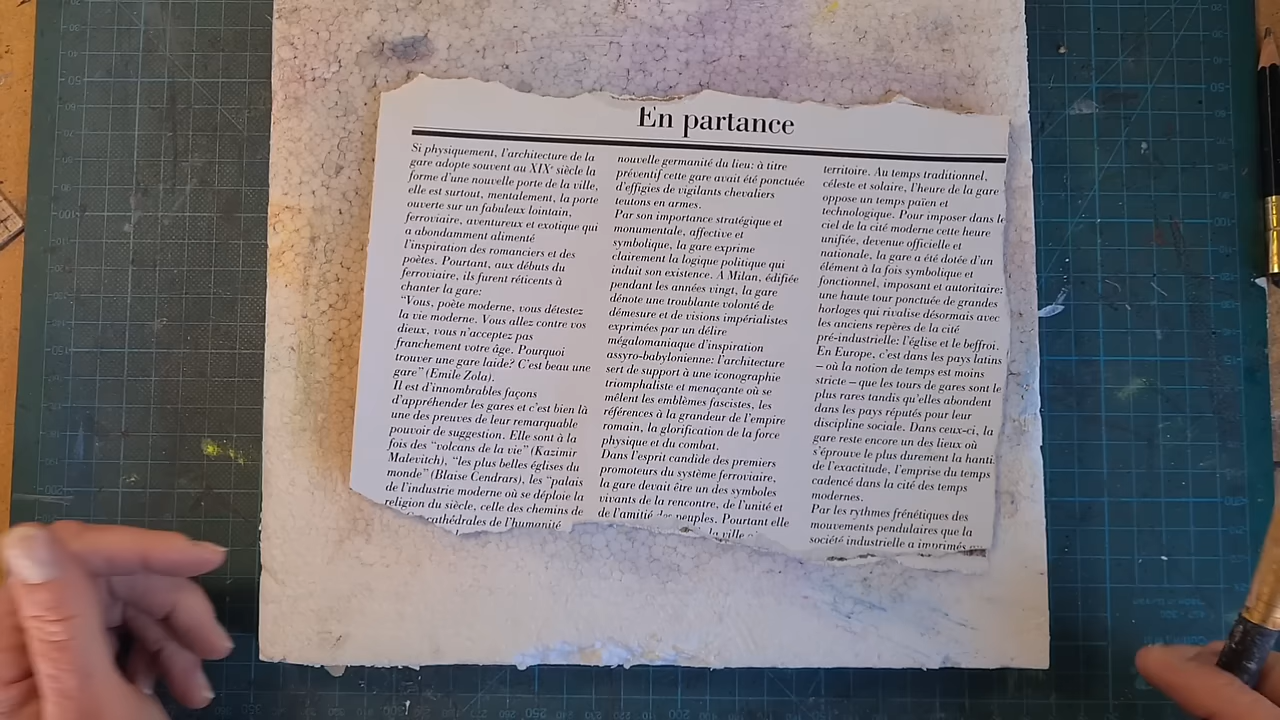 En partance
Si physiquement, l'architecture de la
gare adopte souvent au XIXe siècle la
forme d'une nouvelle porte de la ville,
elle est surtout, mentalement, la porte
ouverte sur un fabuleux lointain,
ferroviaire, aventureux et exotique qui
a abondamment alimenté
l'inspiration des romanciers et des
poètes. Pourtant, aux débuts du
ferroviaire, ils furent réticents à
chanter la gare:
"Vous, poète moderne, vous détestez
la vie moderne. Vous allez contre vos
dieux, vous n'acceptez pas
franchement votre âge. Pourquoi
trouver une gare laide? C'est beau une
gare" (Emile Zola).
Il est d'innombrables façons
d'appréhender les gares et c'est bien là
une des preuves de leur remarquable
pouvoir de suggestion. Elle sont à la
fois des "volcans de la vie" (Kazimir
Malevitch), "les plus belles églises du
monde" (Blaise Cendrars), les "palais
de l'industrie moderne où se déploie la
religion du siècle, celle des chemins de
cathédrales de l'humanité
nouvelle germanité du lieu: à titre
préventif cette gare avait été ponctuée
d'effigies de vigilants chevaliers
teutons en armes.
Par son importance stratégique et
monumentale, affective et
symbolique, la gare exprime
clairement la logique politique qui
induit son existence. A Milan, édifiée
pendant les années vingt, la gare
dénote une troublante volonté de
démesure et de visions impérialistes
exprimées par un délire
mégalomaniaque d'inspiration
assyro-babylonienne: l'architecture
sert de support à une iconographie
triomphaliste et menaçante où se
mêlent les emblèmes fascistes, les
références à la grandeur de l'empire
romain, la glorification de la force
physique et du combat.
Dans l'esprit candide des premiers
promoteurs du système ferroviaire,
la gare devait être un des symboles
vivants de la rencontre, de l'unité et
de l'amitié des peuples. Pourtant elle
la ville
territoire. Au temps traditionnel,
céleste et solaire, l'heure de la gare
oppose un temps païen et
technologique. Pour imposer dans le
ciel de la cité moderne cette heure
unifiée, devenue officielle et
nationale, la gare a été dotée d'un
élément à la fois symbolique et
fonctionnel, imposant et autoritaire:
une haute tour ponctuée de grandes
horloges qui rivalise désormais avec
les anciens repères de la cité
pré-industrielle: l'église et le beffroi.
En Europe, c'est dans les pays latins
– où la notion de temps est moins
stricte – que les tours de gares sont le
plus rares tandis qu'elles abondent
dans les pays réputés pour leur
discipline sociale. Dans ceux-ci, la
gare reste encore un des lieux où
s'éprouve le plus durement la hanti
de l'exactitude, l'emprise du temps
cadencé dans la cité des temps
modernes.
Par les rythmes frénétiques des
mouvements pendulaires que la
société industrielle a imprimés